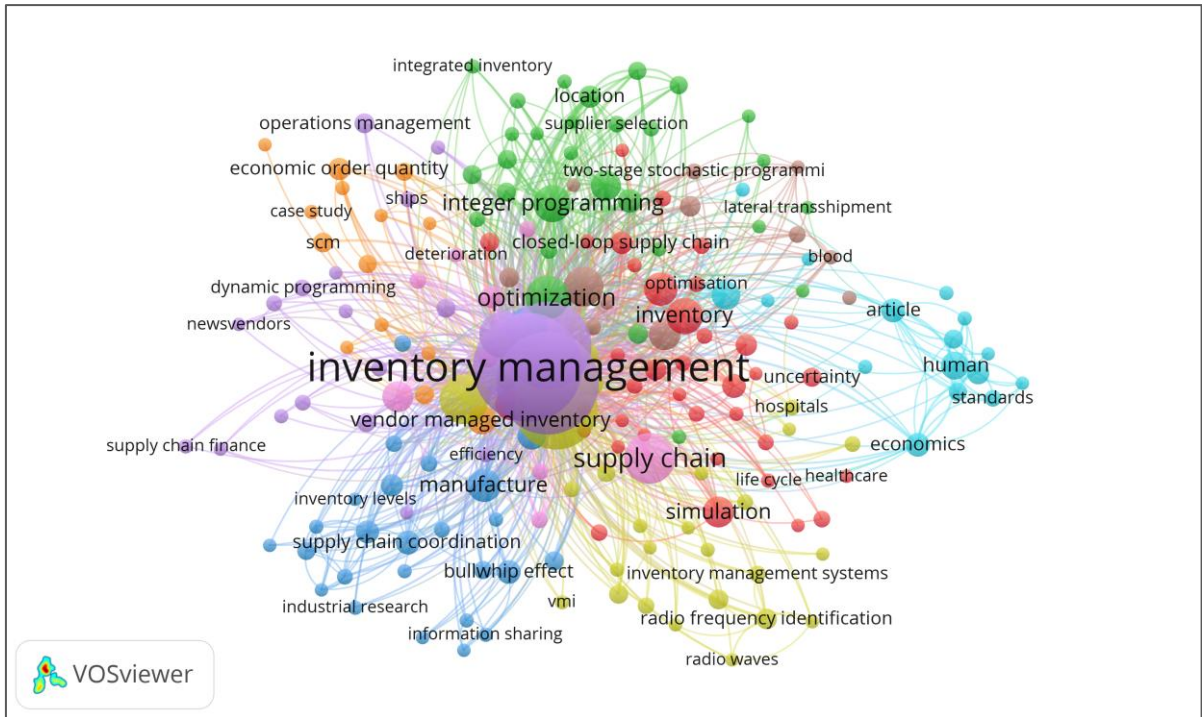 integrated inventory
location
operations management
supplier selection
economic order quantity
two-stage stochastic programmi
ships
integer programming
case study
lateral transshipment
scm
deterioration
closed-loop supply chain
blood
dynamic programming
optimization
optimisation
newsvendors
inventory
article
inventory management
human
uncertainty
standards
vendor managed inventory
hospitals
supply chain finance
efficiency
supply chain
economics
inventory levels
manufacture
life cycle
healthcare
simulation
supply chain coordination
bullwhip effect
inventory management systems
industrial research
vmi
radio frequency identification
information sharing
radio waves
VOSviewer